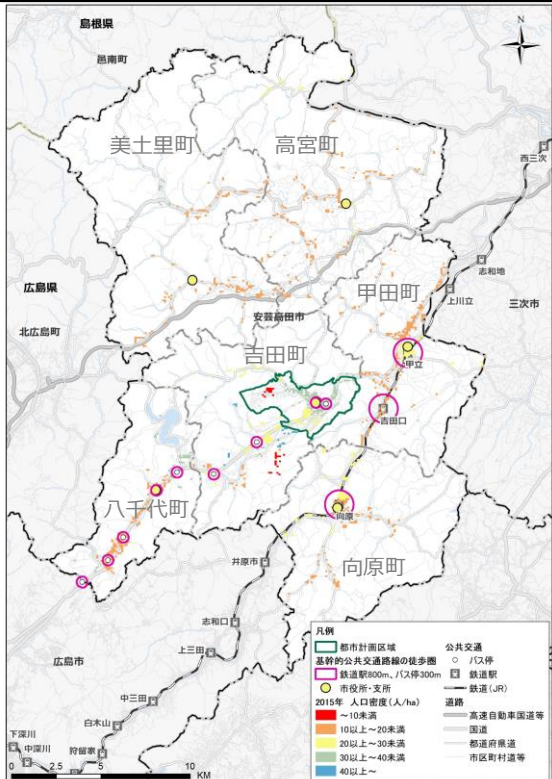 島根県
邑南町
N
美土里町
高宮町
西三次
志和地
広島県
甲田町
上川立
三次市
北広島町
安芸高田市
吉田町
甲立
吉田口
八千代町
向原
向原町
井原市
志和口
広島市
上三田
中三田
白木山
下深川
中深川
狩留家
0 2.5 5 10
KM
凡例
都市計画区域
基幹的公共交通路線の徒歩圏
鉄道駅800m、バス停300m
市役所・支所
2015年 人口密度(人/ha)
～10未満
10以上～20未満
20以上～30未満
30以上～40未満
40以上～
公共交通
バス停
鉄道駅
鉄道(JR)
道路
高速自動車国道等
国道
都道府県道
市区町村道等